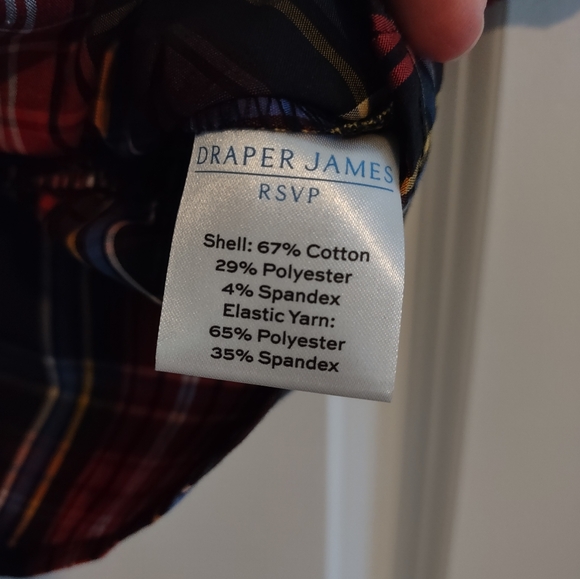 DRAPER JAMES
RSVP
Shell: 67% Cotton
29% Polyester
4% Spandex
Elastic Yarn:
65% Polyester
35% Spandex